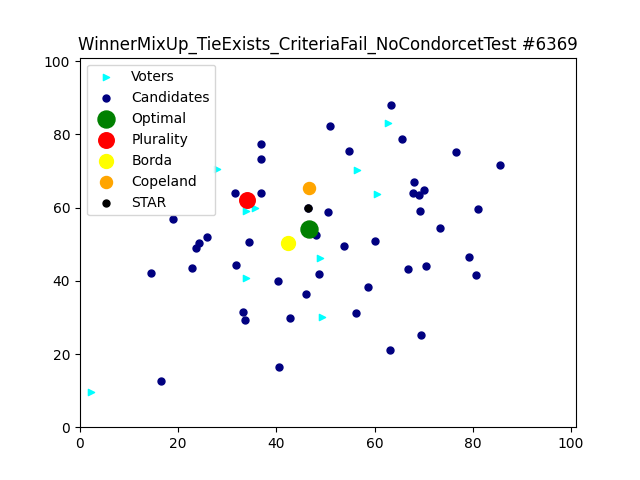 WinnerMixUp_TieExists_CriteriaFail_NoCondorcetTest #6369
100
80
60
40
20
0
Voters
Candidates
Optimal
Plurality
Borda
Copeland
STAR
0 20 40 60 80 100